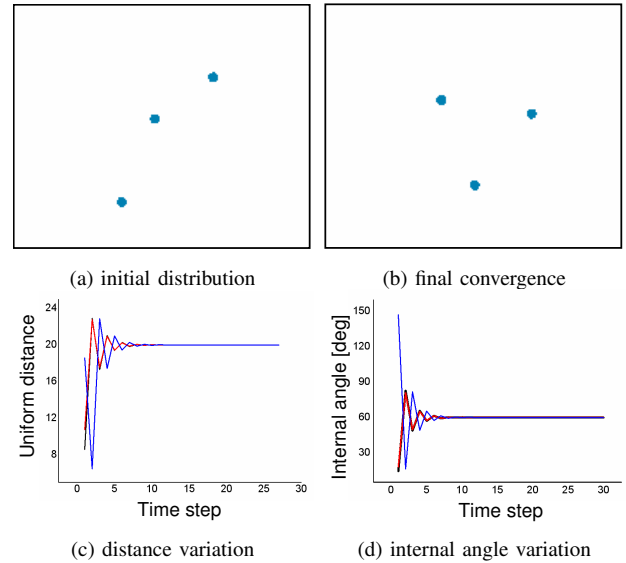 (a) initial distribution
(b) final convergence
24
20
16
12
8
0 5 10 15 20 25 30
Uniform distance
Time step
150
120
90
60
30
0 5 10 15 20 25 30
Internal angle [deg]
Time step
(c) distance variation
(d) internal angle variation